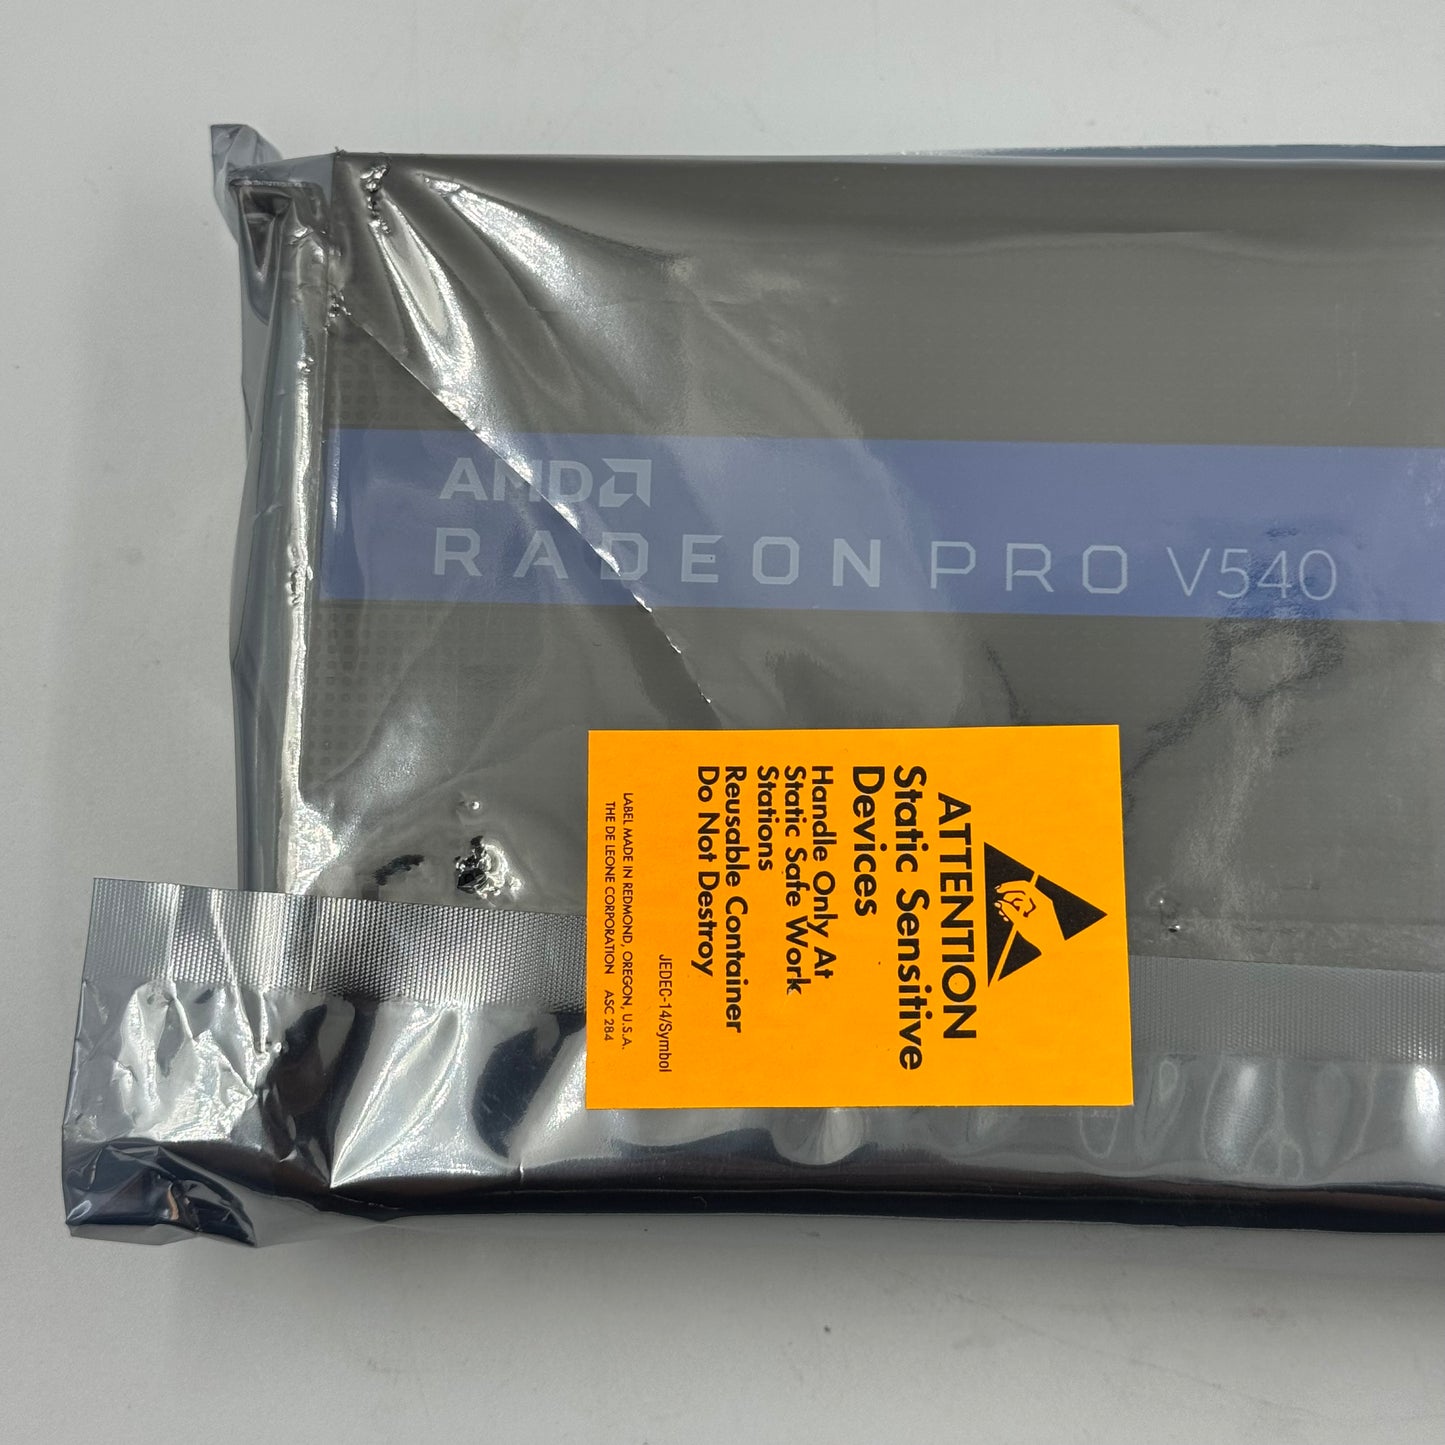 AMD
RADEON PRO V540
ATTENTION
Static Sensitive
Devices
Handle Only At
Static Safe Work
Stations
Reusable Container
Do Not Destroy
JEDEC-14/Symbol
LABEL MADE IN REDMOND, OREGON, U.S.A.
THE DE LEONE CORPORATION ASC 284